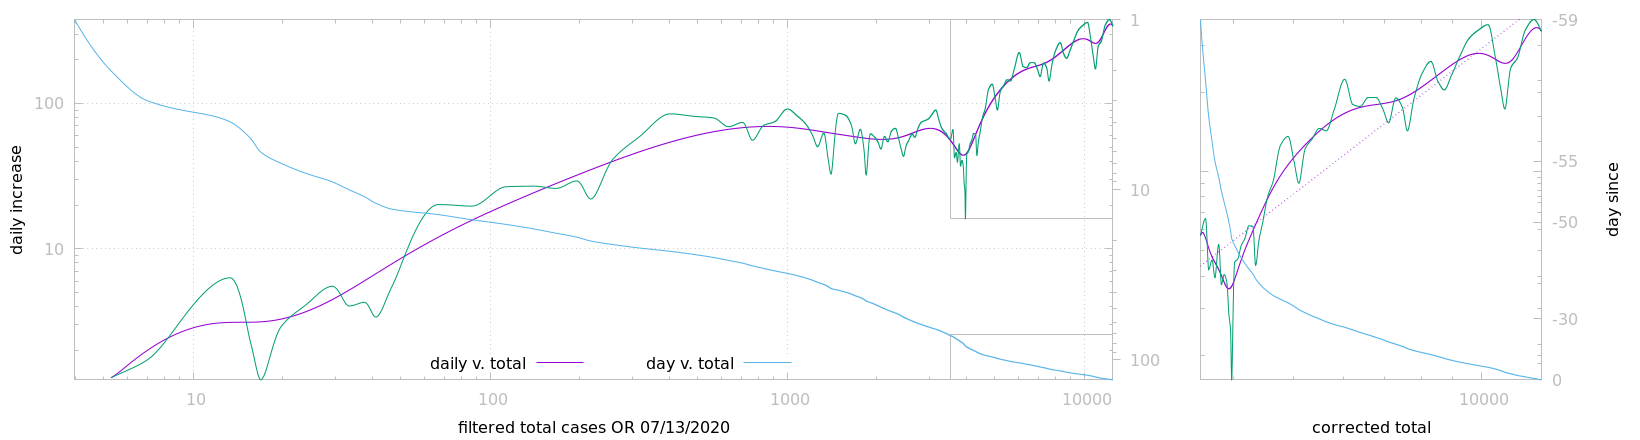 daily increase
100
10
10
100
1000
10000
filtered total cases OR 07/13/2020
daily v. total
day v. total
1
10
100
10000
corrected total
-59
-55
-50
-30
0
day since